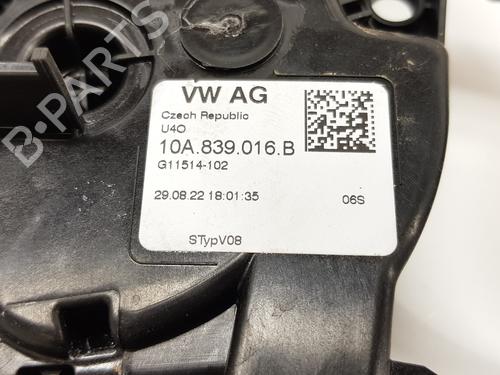 VW AG
Czech Republic
U4O
10A.839.016.B
G11514-102
29.08.22 18:01:35 06S
STypV08
B-PARTS